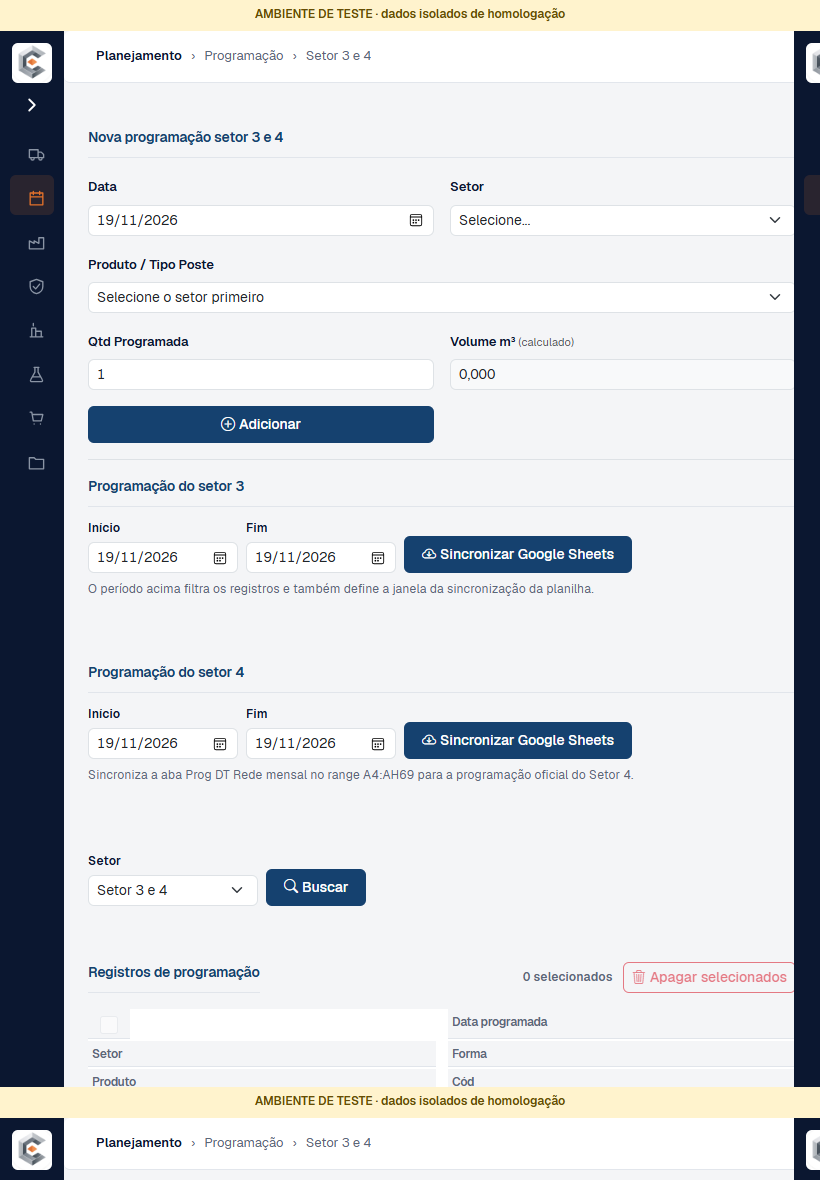 AMBIENTE DE TESTE · dados isolados de homologação
Planejamento › Programação › Setor 3 e 4
Nova programação setor 3 e 4
Data Setor
19/11/2026 Selecione...
Produto / Tipo Poste
Selecione o setor primeiro
Qtd Programada Volume m³ (calculado)
1 0,000
Adicionar
Programação do setor 3
Início Fim
19/11/2026 19/11/2026 Sincronizar Google Sheets
O período acima filtra os registros e também define a janela da sincronização da planilha.
Programação do setor 4
Início Fim
19/11/2026 19/11/2026 Sincronizar Google Sheets
Sincroniza a aba Prog DT Rede mensal no range A4:AH69 para a programação oficial do Setor 4.
Setor
Setor 3 e 4 Buscar
Registros de programação 0 selecionados Apagar selecionados
Data programada
Setor Forma
Produto Cód
AMBIENTE DE TESTE · dados isolados de homologação
Planejamento › Programação › Setor 3 e 4